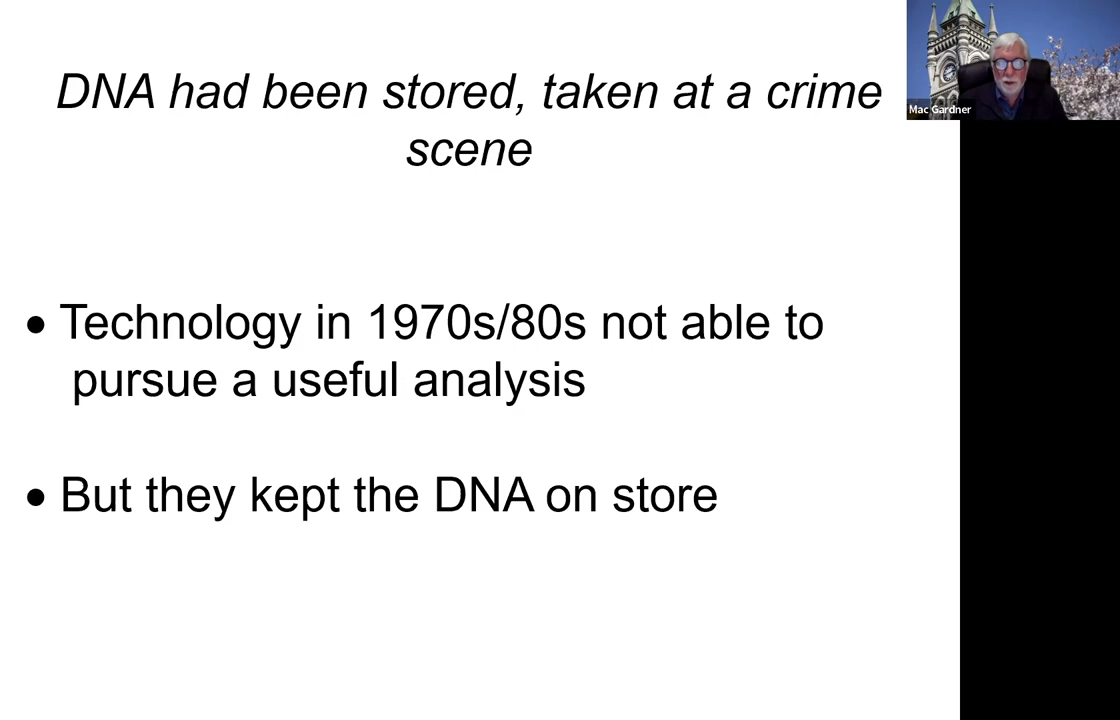 DNA had been stored, taken at a crime
scene
• Technology in 1970s/80s not able to
pursue a useful analysis
• But they kept the DNA on store
Mac Gardner